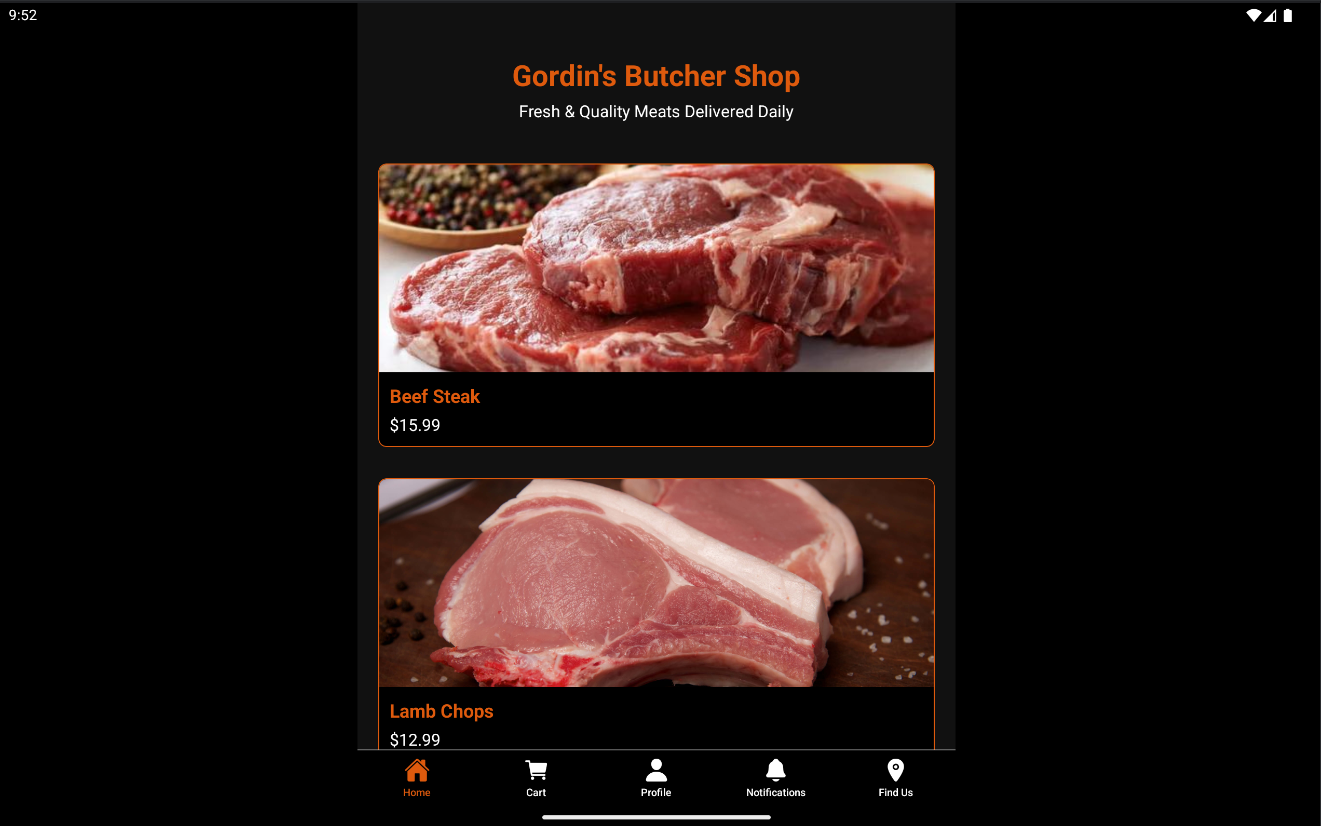 9:52
Gordin's Butcher Shop
Fresh & Quality Meats Delivered Daily
Beef Steak
$15.99
Lamb Chops
$12.99
Home Cart Profile Notifications Find Us